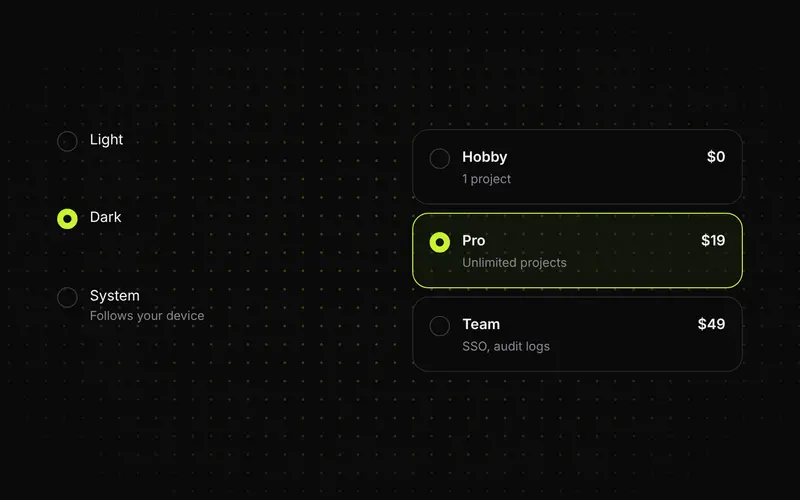 Light
Dark
System
Follows your device
Hobby $0
1 project
Pro $19
Unlimited projects
Team $49
SSO, audit logs